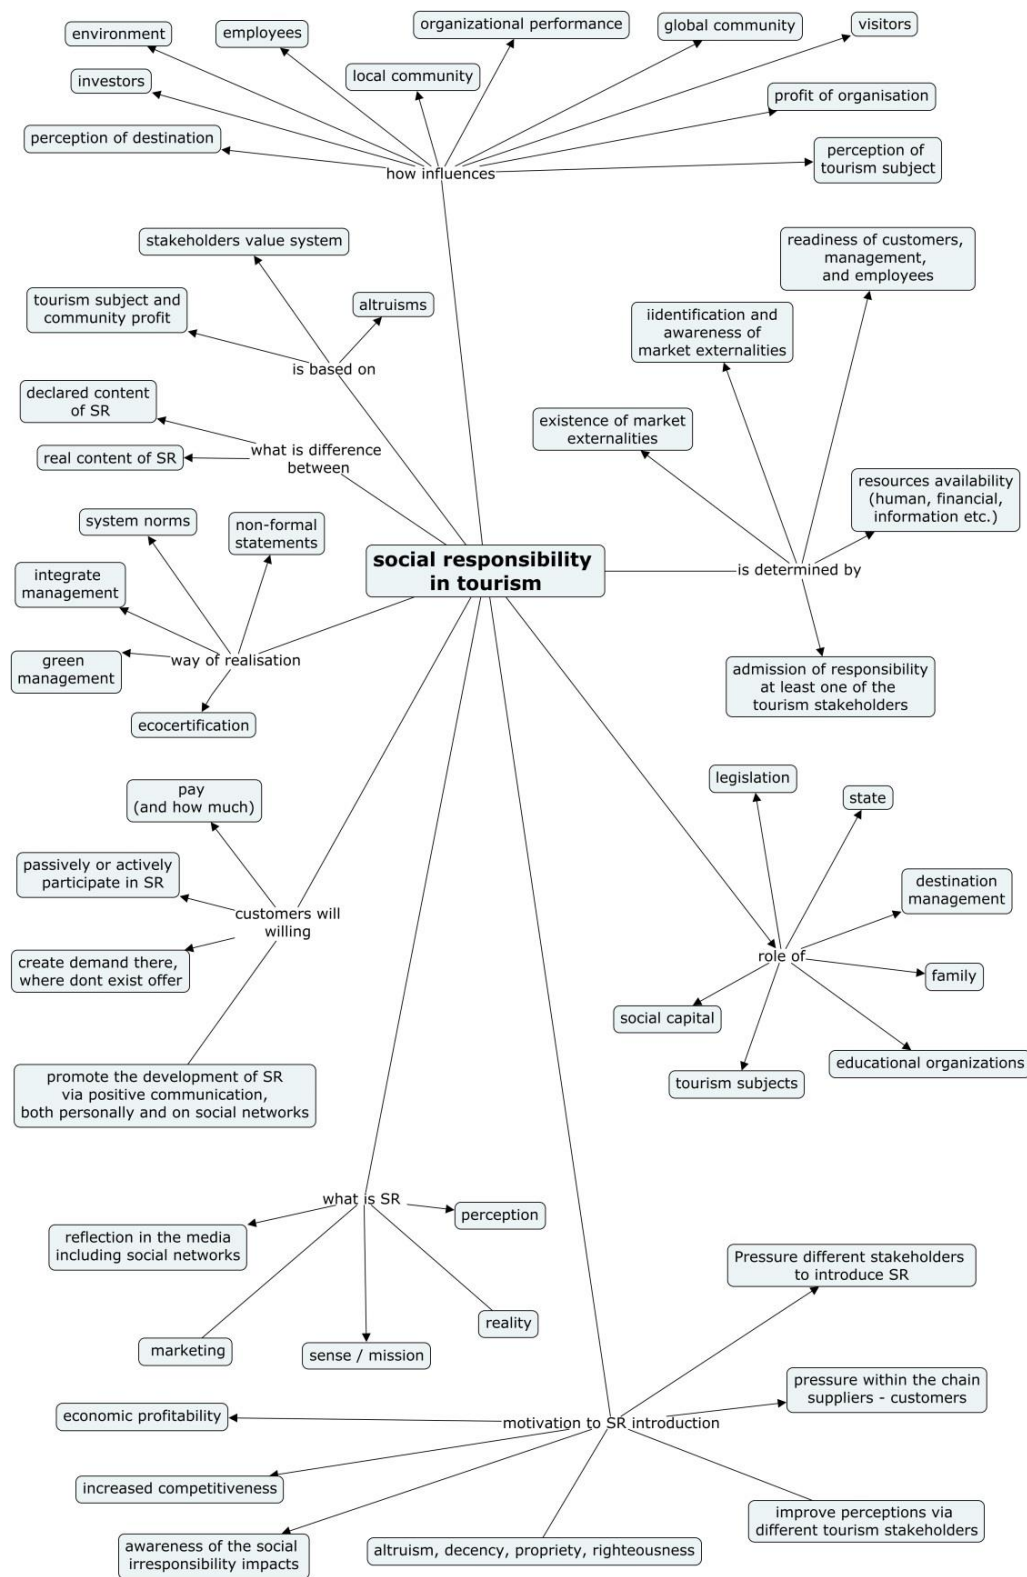 environment
employees
organizational performance
global community
visitors
investors
local community
profit of organisation
perception of destination
perception of
tourism subject
how influences
stakeholders value system
readiness of customers,
management,
and employees
tourism subject and
community profit
altruisms
iidentification and
awareness of
market externalities
is based on
declared content
of SR
existence of market
externalities
what is difference
between
real content of SR
resources availability
(human, financial,
information etc.)
system norms
non-formal
statements
social responsibility
in tourism
is determined by
integrate
management
green
management
way of realisation
admission of responsibility
at least one of the
tourism stakeholders
ecocertification
legislation
state
pay
(and how much)
passively or actively
participate in SR
destination
management
customers will
willing
create demand there,
where dont exist offer
role of
family
social capital
educational organizations
tourism subjects
promote the development of SR
via positive communication,
both personally and on social networks
what is SR
perception
reflection in the media
including social networks
Pressure different stakeholders
to introduce SR
reality
marketing
sense / mission
pressure within the chain
suppliers - customers
economic profitability
motivation to SR introduction
increased competitiveness
improve perceptions via
different tourism stakeholders
awareness of the social
irresponsibility impacts
altruism, decency, propriety, righteousness